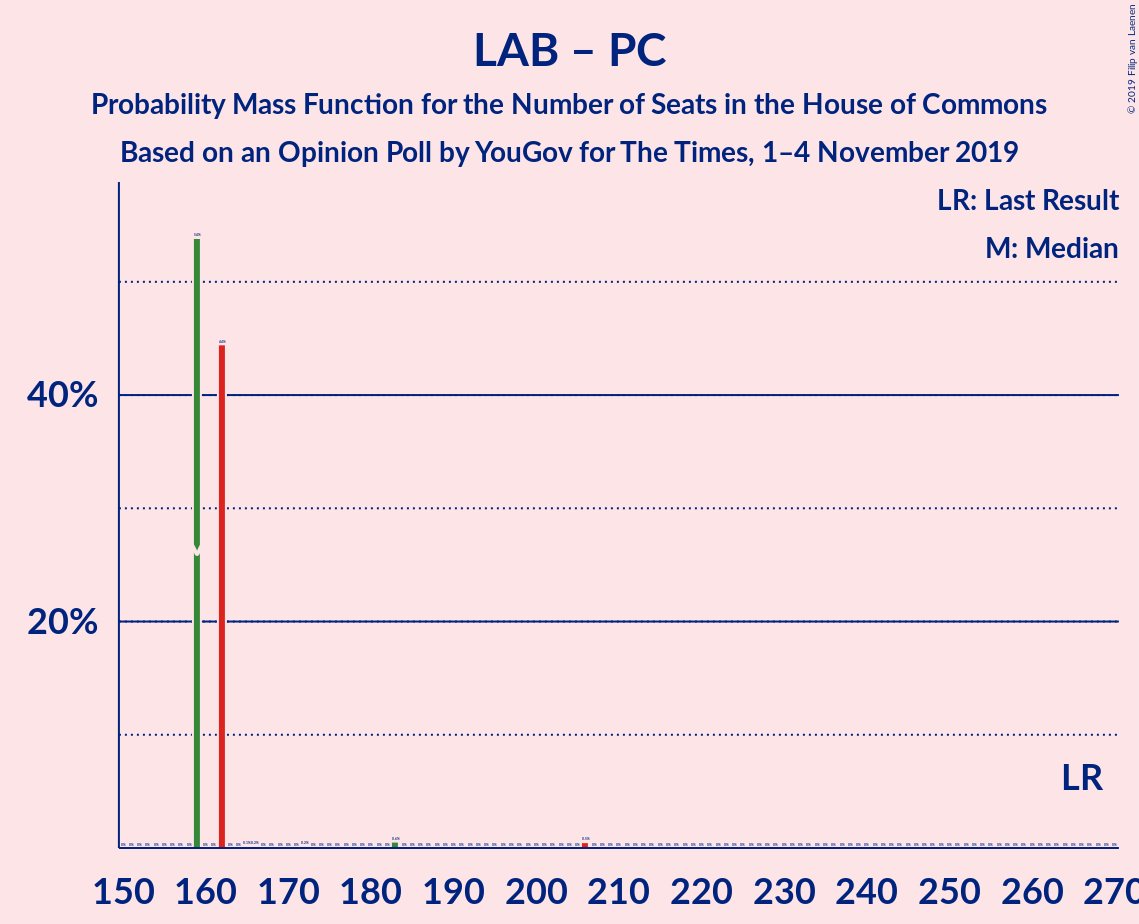 LAB – PC
Probability Mass Function for the Number of Seats in the House of Commons
Based on an Opinion Poll by YouGov for The Times, 1–4 November 2019
© 2019 Filip van Laenen
LR: Last Result
M: Median
40%
20%
LR
150 160 170 180 190 200 210 220 230 240 250 260 270